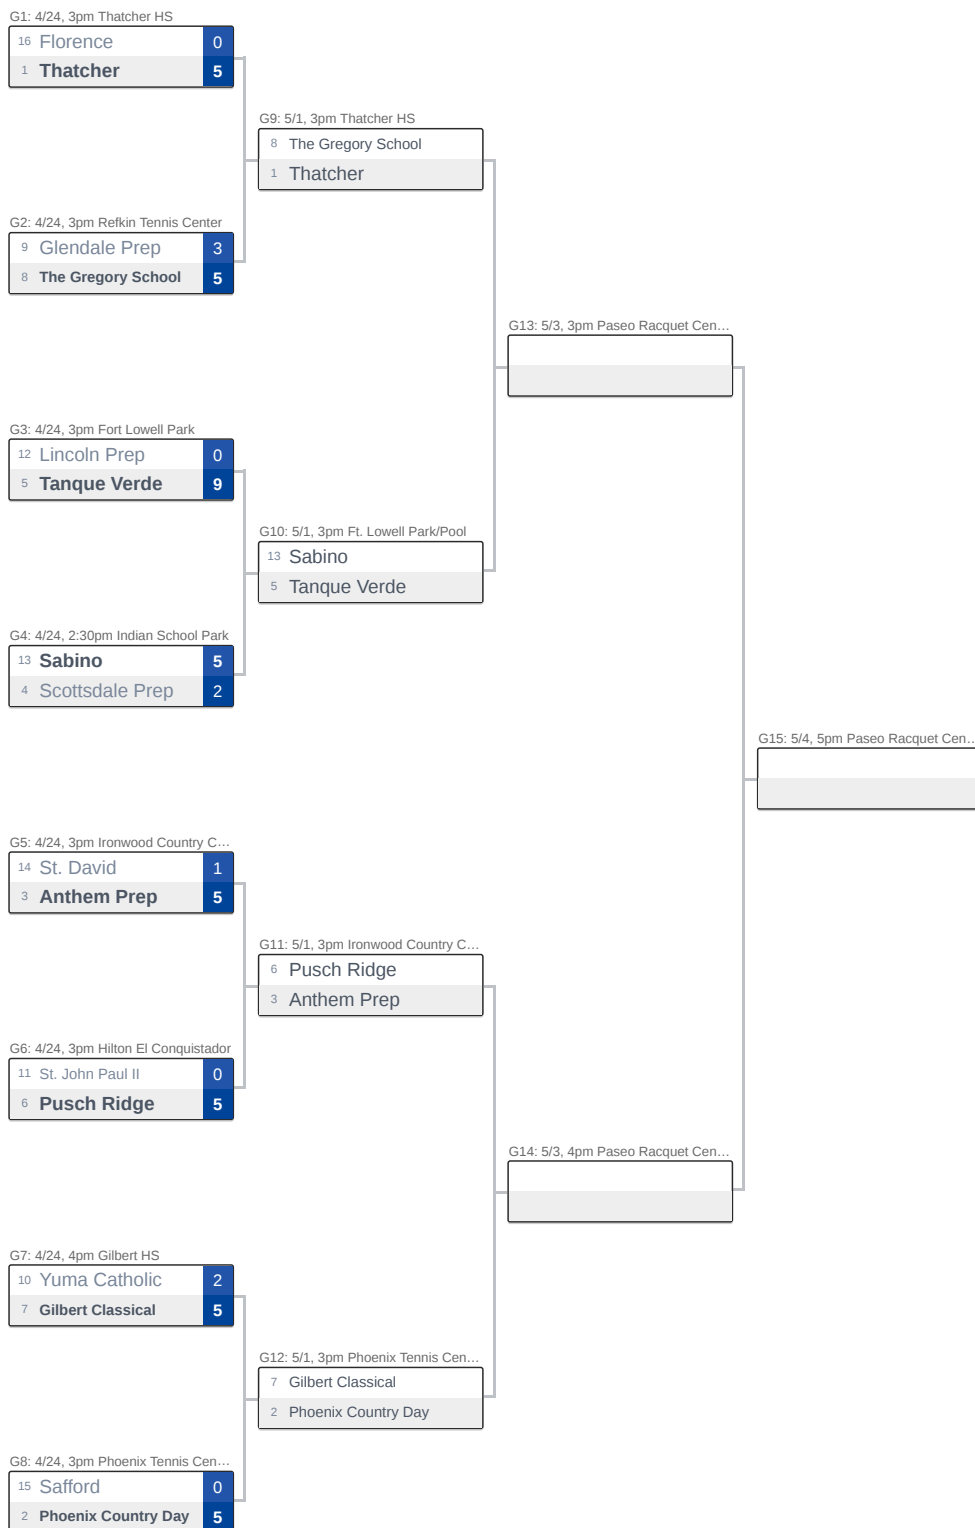 G1: 4/24, 3pm Thatcher HS
16 Florence 0
1 Thatcher 5
G9: 5/1, 3pm Thatcher HS
8 The Gregory School
1 Thatcher
G2: 4/24, 3pm Refkin Tennis Center
9 Glendale Prep 3
8 The Gregory School 5
G13: 5/3, 3pm Paseo Racquet Cen…
G3: 4/24, 3pm Fort Lowell Park
12 Lincoln Prep 0
5 Tanque Verde 9
G10: 5/1, 3pm Ft. Lowell Park/Pool
13 Sabino
5 Tanque Verde
G4: 4/24, 2:30pm Indian School Park
13 Sabino 5
4 Scottsdale Prep 2
G15: 5/4, 5pm Paseo Racquet Cen…
G5: 4/24, 3pm Ironwood Country C…
14 St. David 1
3 Anthem Prep 5
G11: 5/1, 3pm Ironwood Country C…
6 Pusch Ridge
3 Anthem Prep
G6: 4/24, 3pm Hilton El Conquistador
11 St. John Paul II 0
6 Pusch Ridge 5
G14: 5/3, 4pm Paseo Racquet Cen…
G7: 4/24, 4pm Gilbert HS
10 Yuma Catholic 2
7 Gilbert Classical 5
G12: 5/1, 3pm Phoenix Tennis Cen…
7 Gilbert Classical
2 Phoenix Country Day
G8: 4/24, 3pm Phoenix Tennis Cen…
15 Safford 0
2 Phoenix Country Day 5